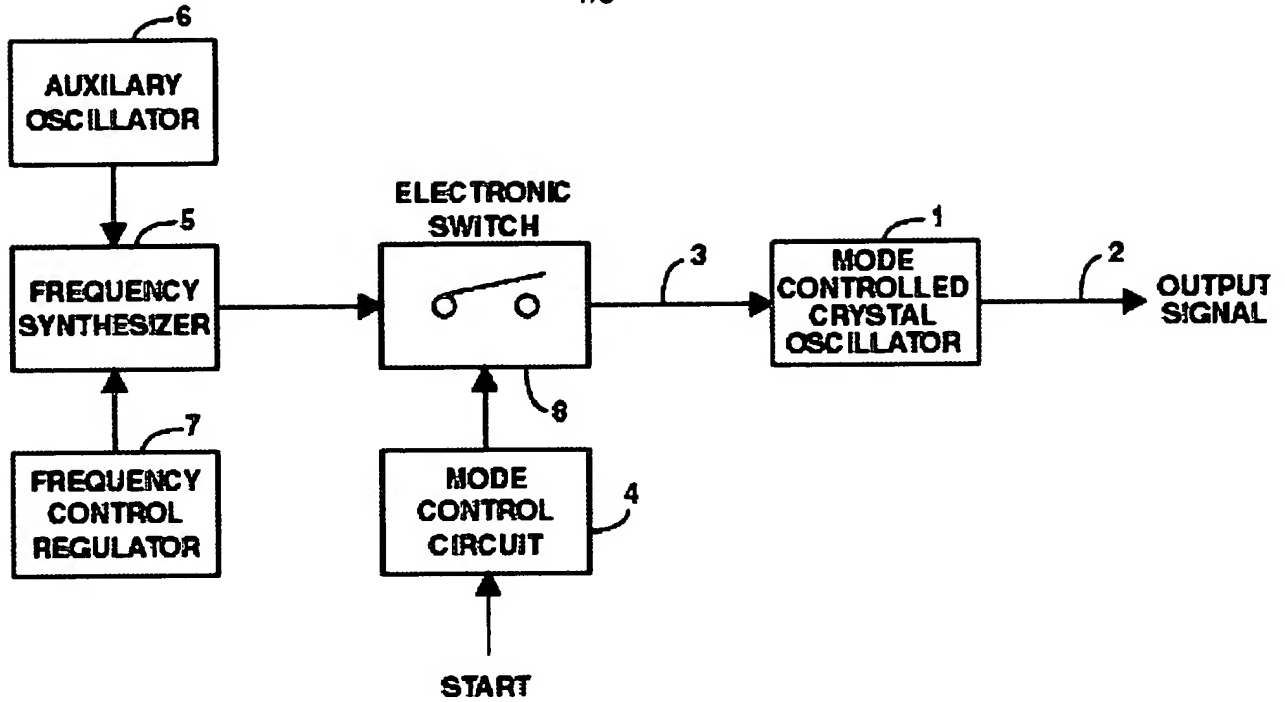 6
AUXILARY
OSCILLATOR
5
FREQUENCY
SYNTHESIZER
7
FREQUENCY
CONTROL
REGULATOR
ELECTRONIC
SWITCH
8
MODE
CONTROL
CIRCUIT
4
START
3
1
MODE
CONTROLLED
CRYSTAL
OSCILLATOR
2
OUTPUT
SIGNAL